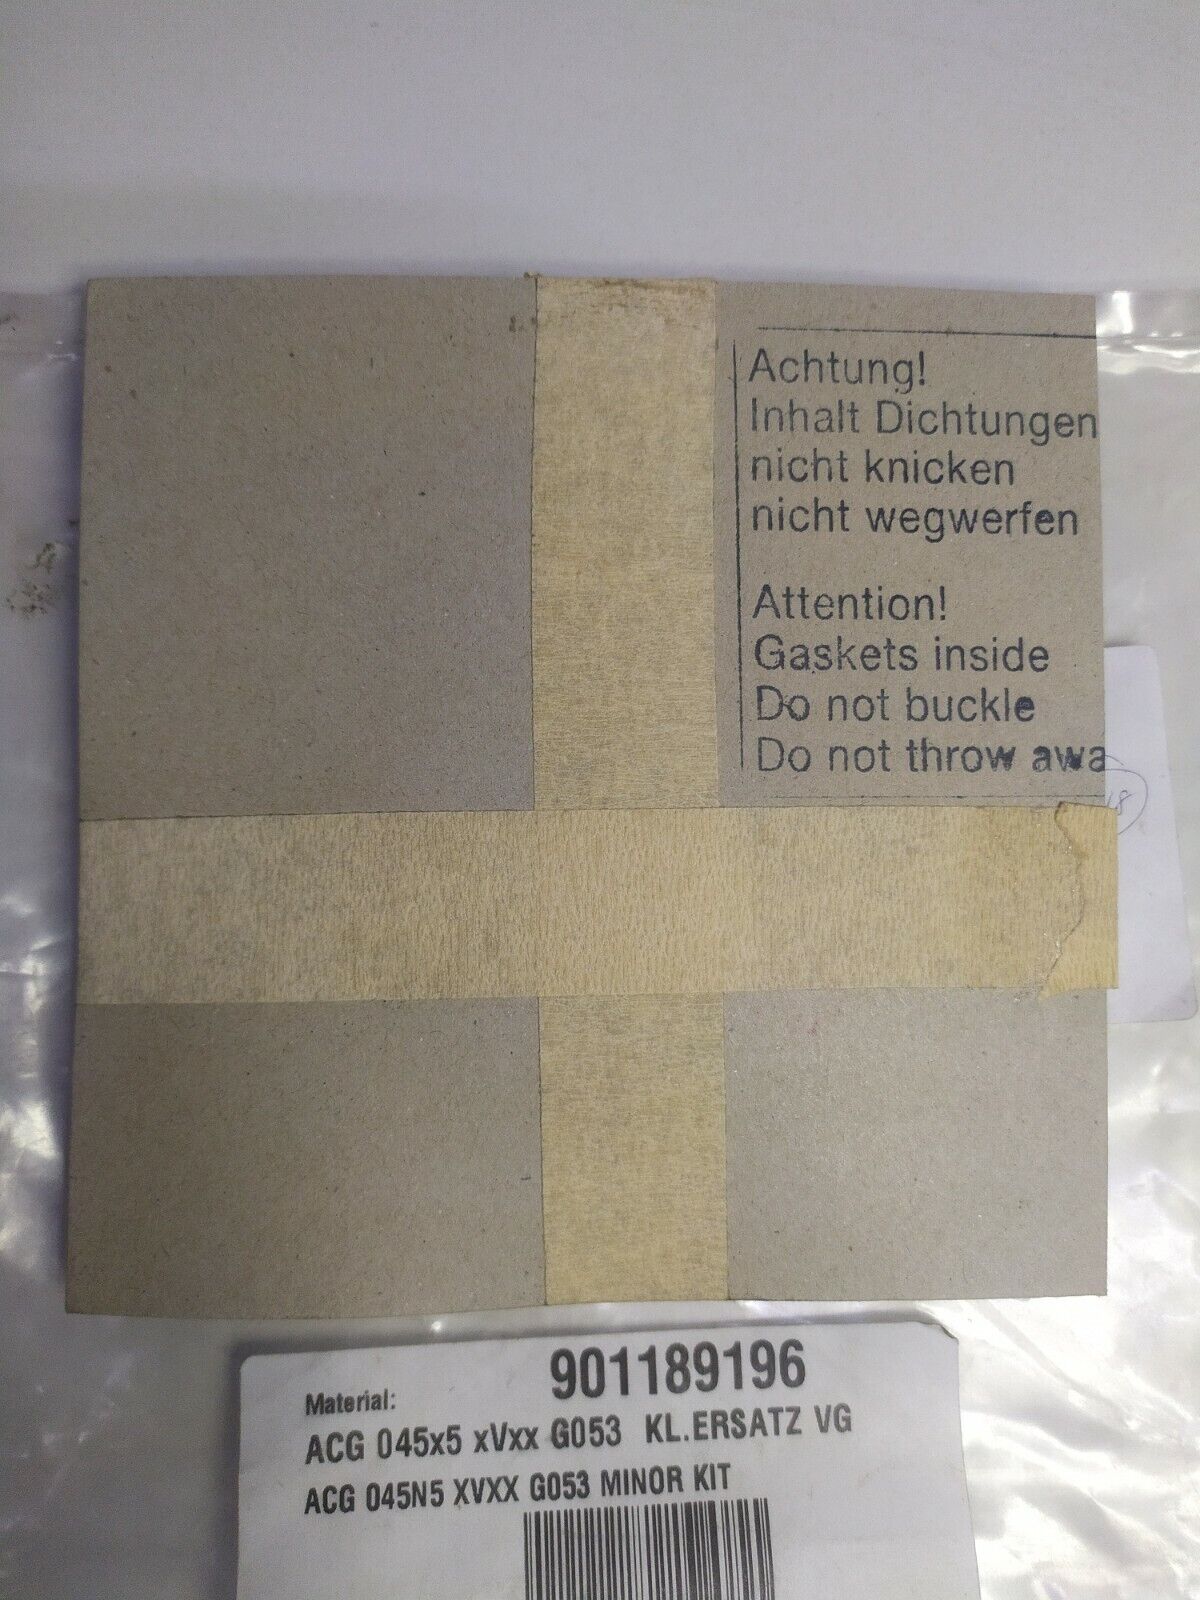 Achtung!
Inhalt Dichtungen
nicht knicken
nicht wegwerfen
Attention!
Gaskets inside
Do not buckle
Do not throw awa
18
Material: 901189196
ACG 045x5 xVxx G053 KL.ERSATZ VG
ACG 045N5 XVXX G053 MINOR KIT